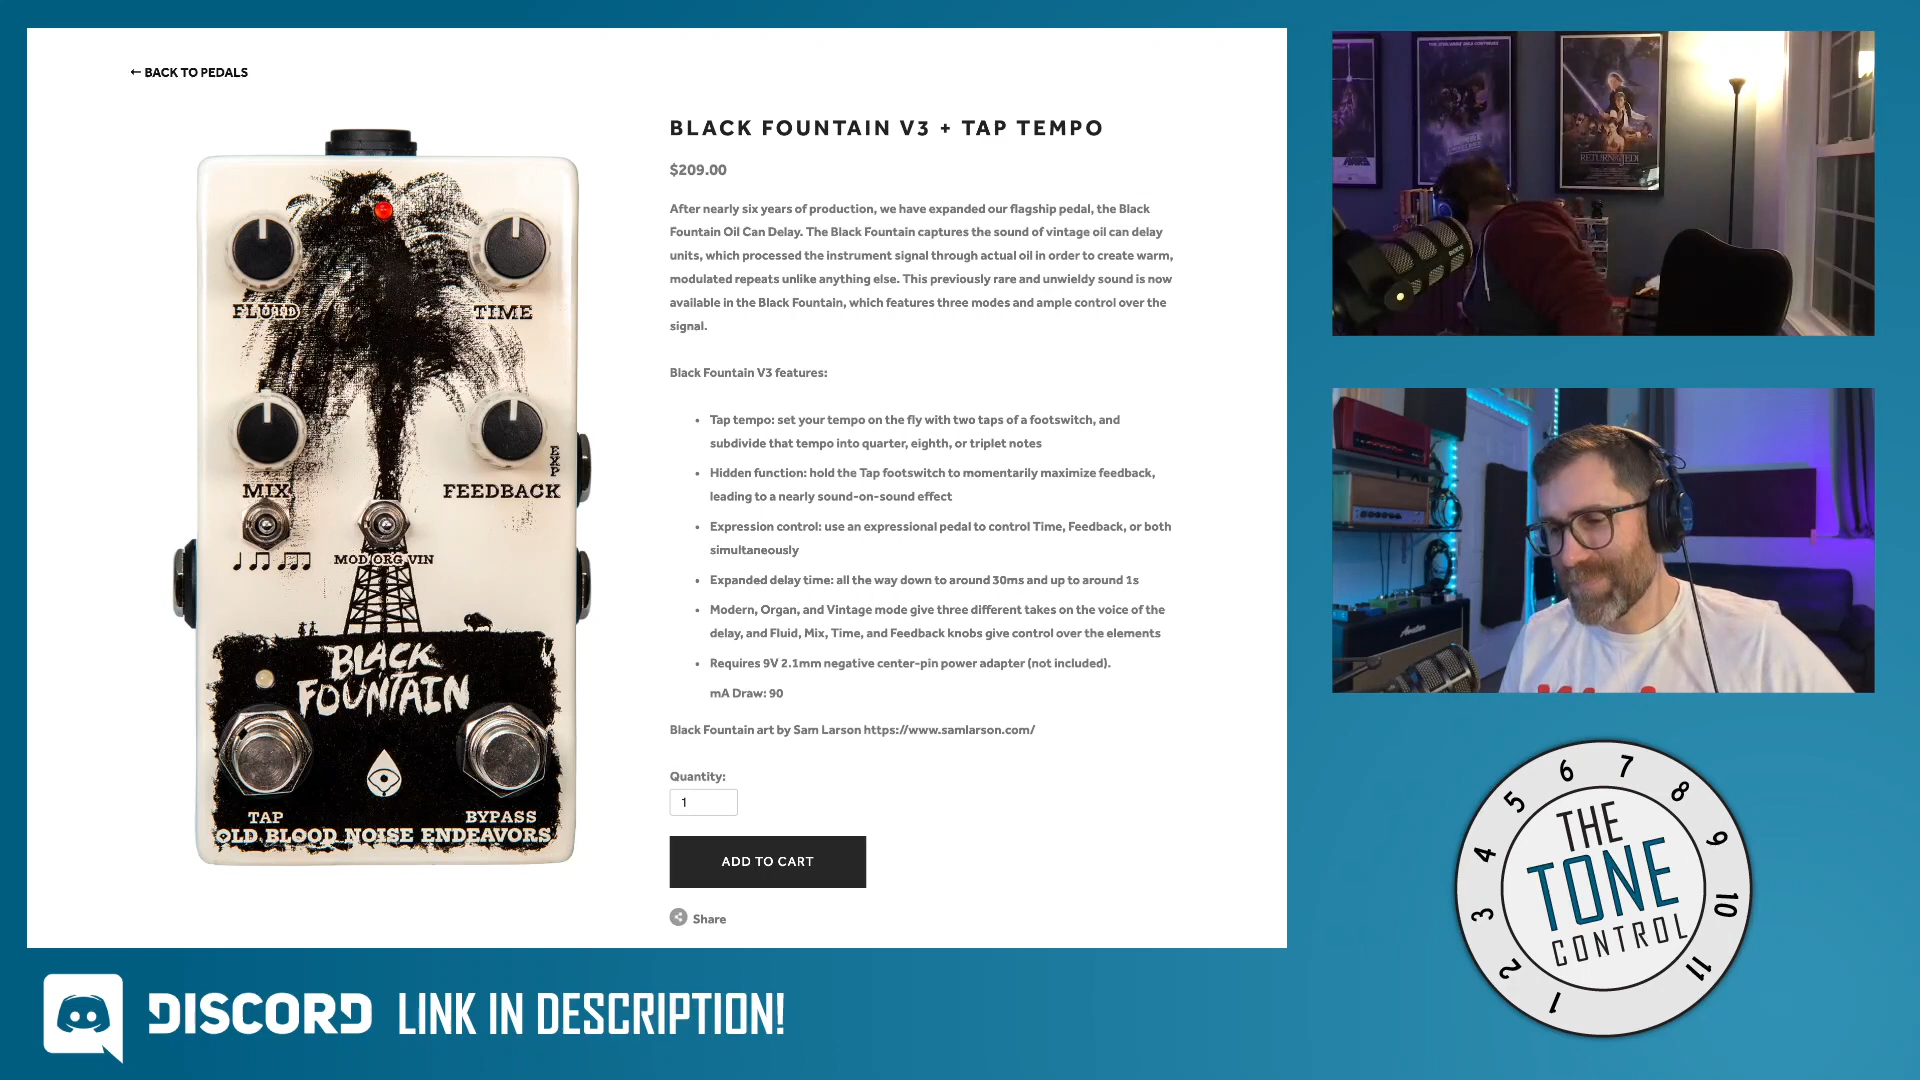 ← BACK TO PEDALS
BLACK FOUNTAIN V3 + TAP TEMPO
$209.00
After nearly six years of production, we have expanded our flagship pedal, the Black
Fountain Oil Can Delay. The Black Fountain captures the sound of vintage oil can delay
units, which processed the instrument signal through actual oil in order to create warm,
modulated repeats unlike anything else. This previously rare and unwieldy sound is now
available in the Black Fountain, which features three modes and ample control over the
signal.
Black Fountain V3 features:
• Tap tempo: set your tempo on the fly with two taps of a footswitch, and
subdivide that tempo into quarter, eighth, or triplet notes
• Hidden function: hold the Tap footswitch to momentarily maximize feedback,
leading to a nearly sound-on-sound effect
• Expression control: use an expressional pedal to control Time, Feedback, or both
simultaneously
• Expanded delay time: all the way down to around 30ms and up to around 1s
• Modern, Organ, and Vintage mode give three different takes on the voice of the
delay, and Fluid, Mix, Time, and Feedback knobs give control over the elements
• Requires 9V 2.1mm negative center-pin power adapter (not included).
mA Draw: 90
Black Fountain art by Sam Larson https://www.samlarson.com/
Quantity:
1
ADD TO CART
Share
FLUID
TIME
MIX
FEEDBACK
EXP
MOD ORG VIN
BLACK
FOUNTAIN
TAP
BYPASS
OLD BLOOD NOISE ENDEAVORS
RETURN OF THE JEDI
THE
TONE
CONTROL
1
2
3
4
5
6
7
8
9
10
11
DISCORD LINK IN DESCRIPTION!